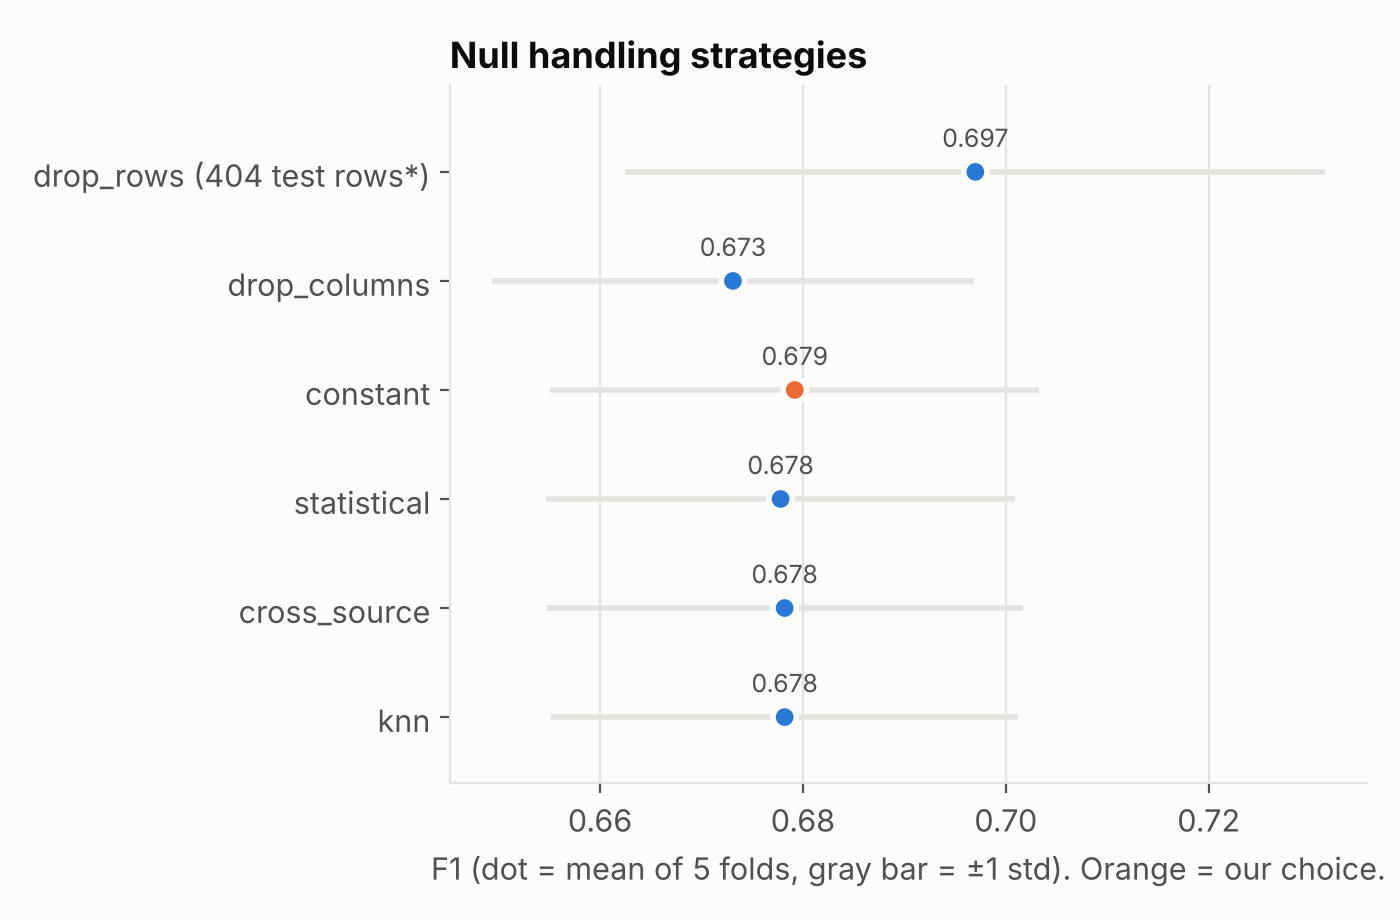 Null handling strategies
0.697
drop_rows (404 test rows*)
0.673
drop_columns
0.679
constant
0.678
statistical
0.678
cross_source
0.678
knn
0.66 0.68 0.70 0.72
F1 (dot = mean of 5 folds, gray bar = ±1 std). Orange = our choice.